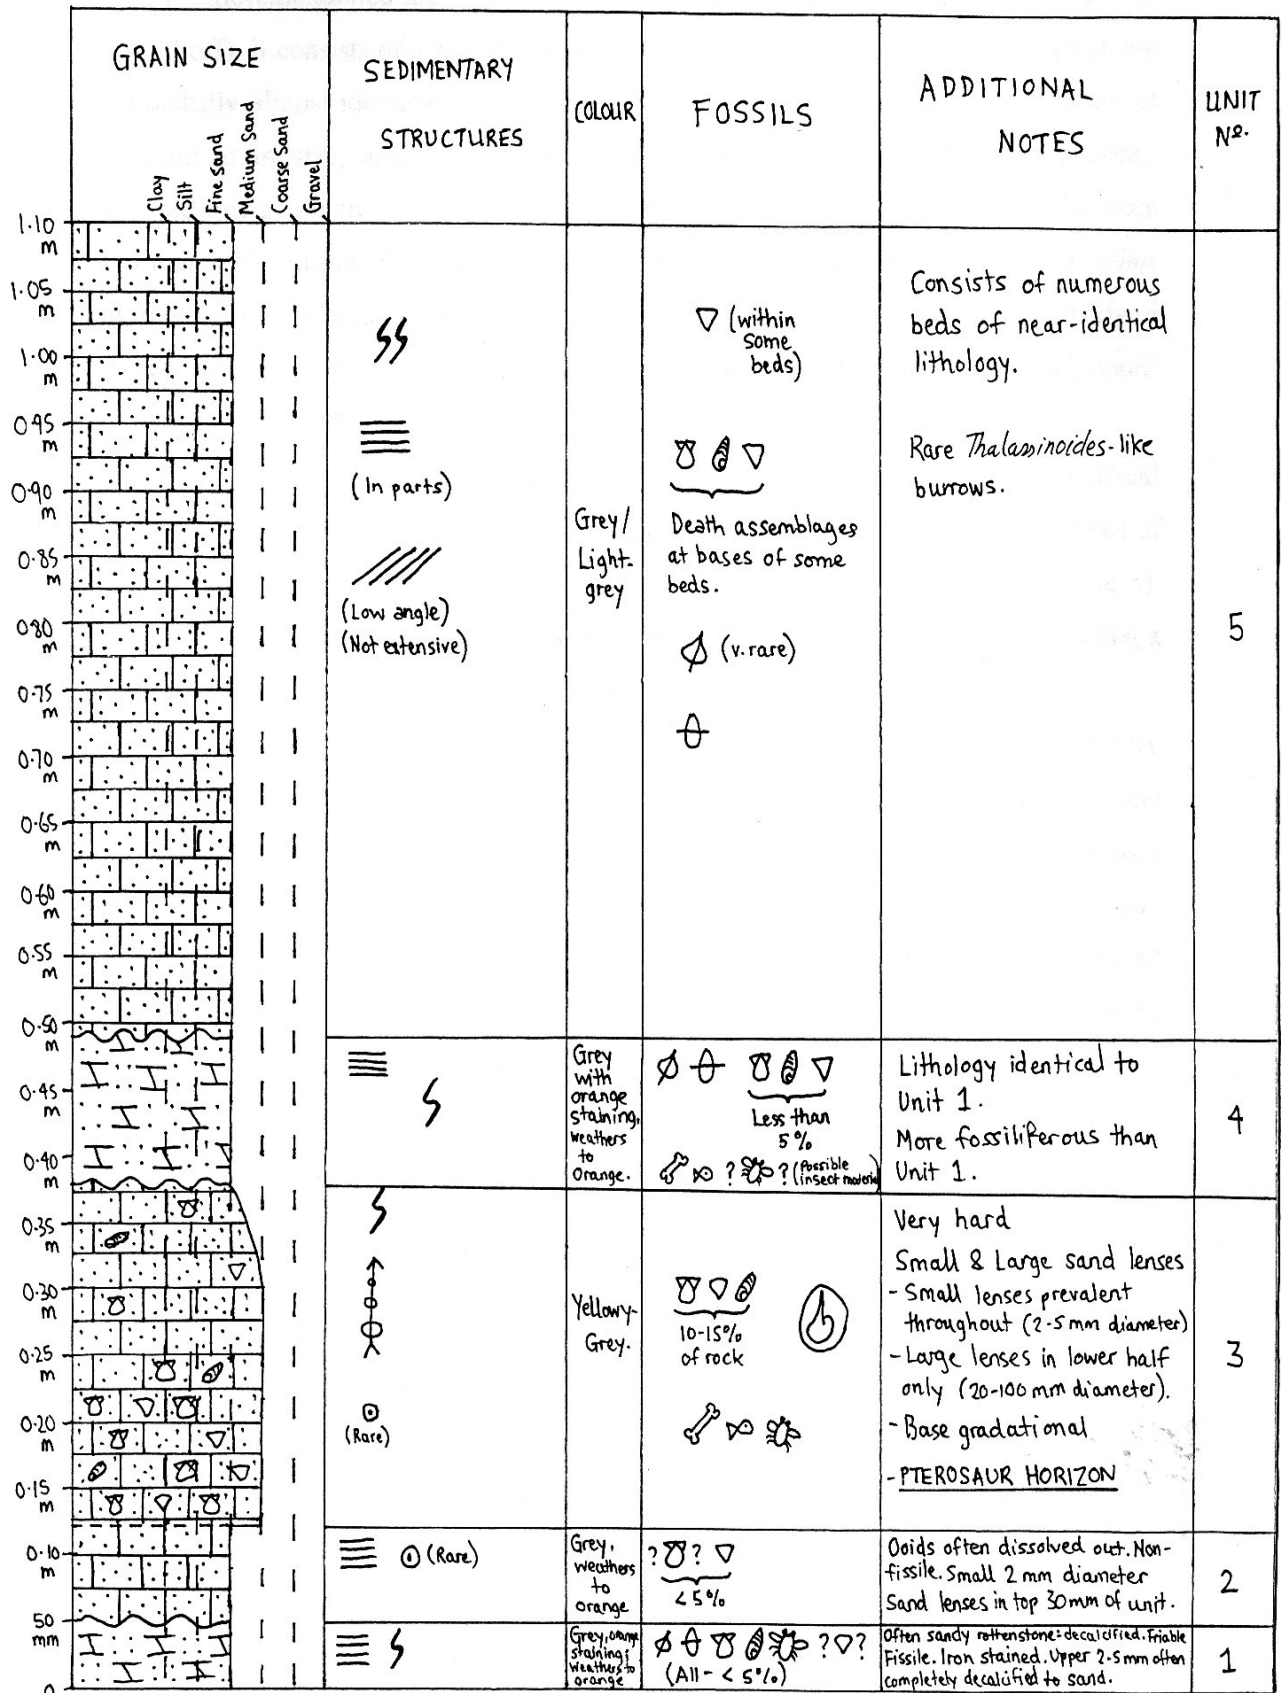 GRAIN SIZE
Clay
Silt
Fine Sand
Medium Sand
Coarse Sand
Gravel
SEDIMENTARY
STRUCTURES
COLOUR
FOSSILS
ADDITIONAL
NOTES
UNIT
Nº.
1.10
m
1.05
m
1.00
m
0.95
m
0.90
m
0.85
m
0.80
m
0.75
m
0.70
m
0.65
m
0.60
m
0.55
m
0.50
m
0.45
m
0.40
m
0.35
m
0.30
m
0.25
m
0.20
m
0.15
m
0.10
m
50
mm
0
(In parts)
(Low angle)
(Not extensive)
Grey/
Light-
grey
(within
some
beds)
Death assemblages
at bases of some
beds.
(v. rare)
Consists of numerous
beds of near-identical
lithology.
Rare Thalassinoides-like
burrows.
5
Grey
with
orange
staining,
weathers
to
Orange.
Less than
5%
? ? (Possible
insect material)
Lithology identical to
Unit 1.
More fossiliferous than
Unit 1.
4
(Rare)
Yellowy-
Grey.
10-15%
of rock
Very hard
Small & Large sand lenses
- Small lenses prevalent
throughout (2-5 mm diameter)
- Large lenses in lower half
only (20-100 mm diameter).
- Base gradational
- PTEROSAUR HORIZON
3
(Rare)
Grey,
weathers
to
orange
? ?
<5%
Ooids often dissolved out. Non-
fissile. Small 2 mm diameter
Sand lenses in top 30mm of unit.
2
Grey, orange
staining;
Weathers to
orange
? ?
(All - < 5%)
Often sandy rottenstone = decalcified. Friable
Fissile. Iron stained. Upper 2-5mm often
completely decalcified to sand.
1